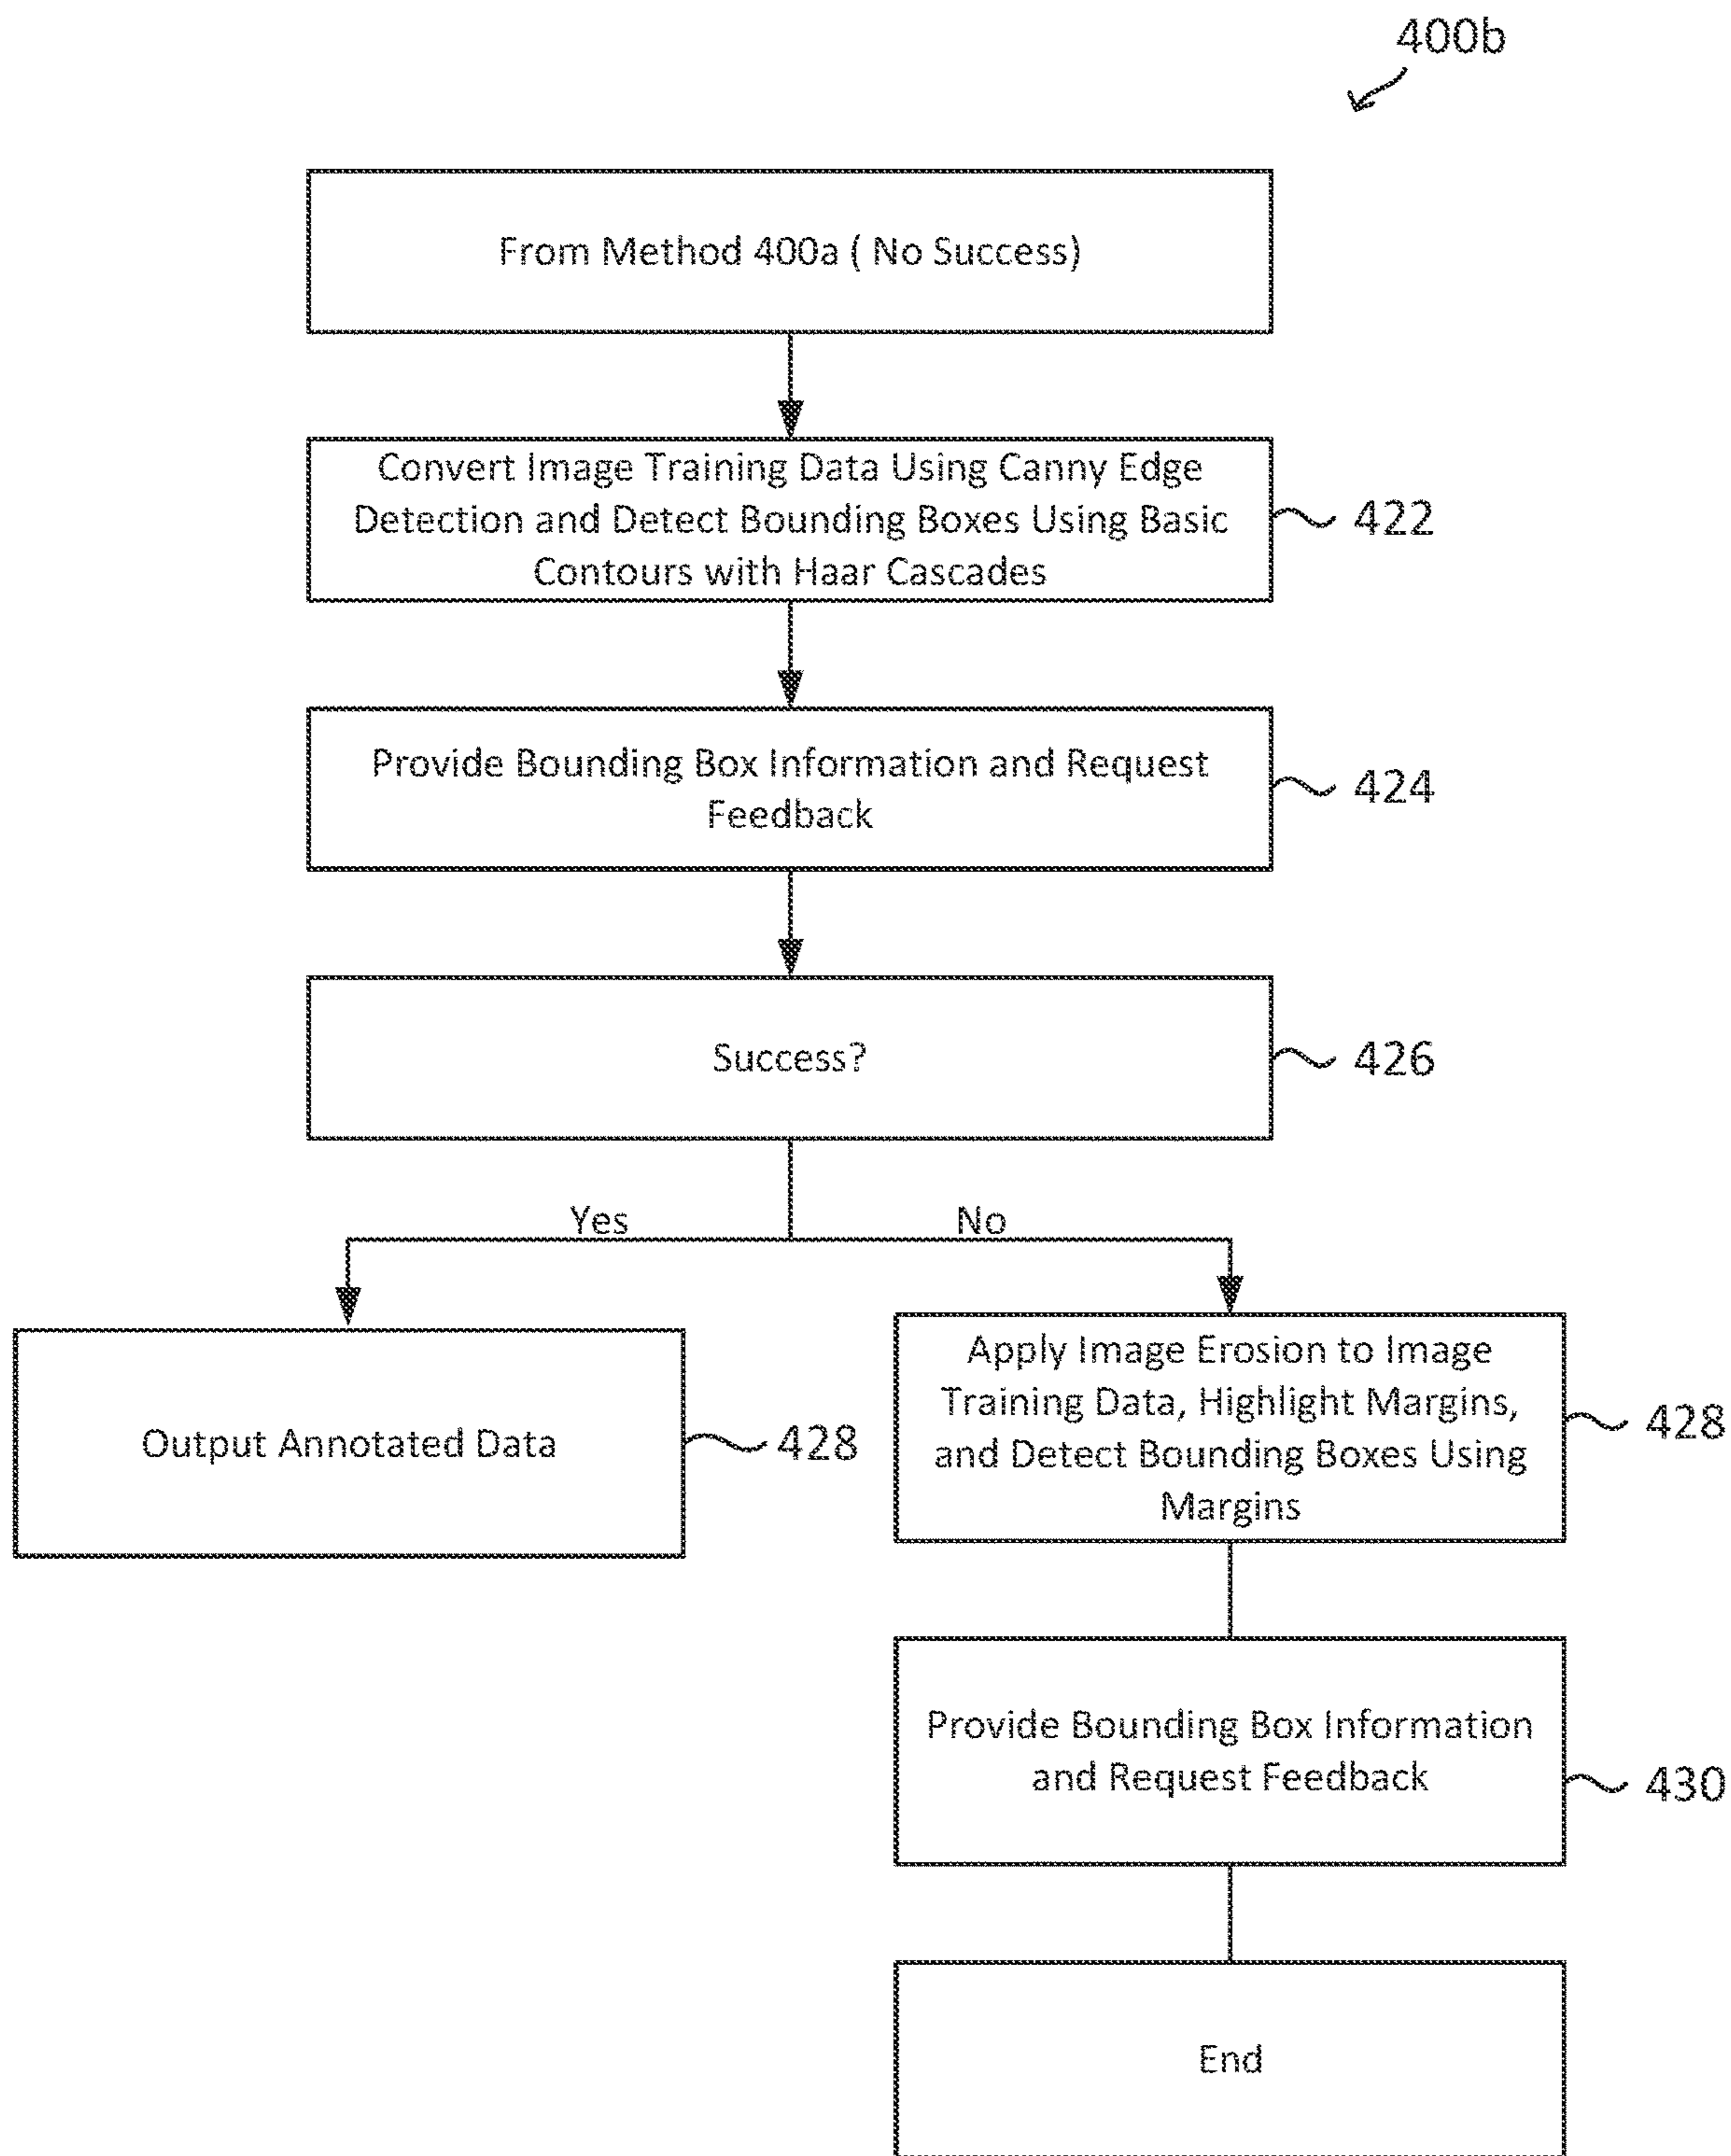 400b
From Method 400a ( No Success)
Convert Image Training Data Using Canny Edge
Detection and Detect Bounding Boxes Using Basic
Contours with Haar Cascades
422
Provide Bounding Box Information and Request
Feedback
424
Success?
426
Yes
No
Output Annotated Data
428
Apply Image Erosion to Image
Training Data, Highlight Margins,
and Detect Bounding Boxes Using
Margins
428
Provide Bounding Box Information
and Request Feedback
430
End